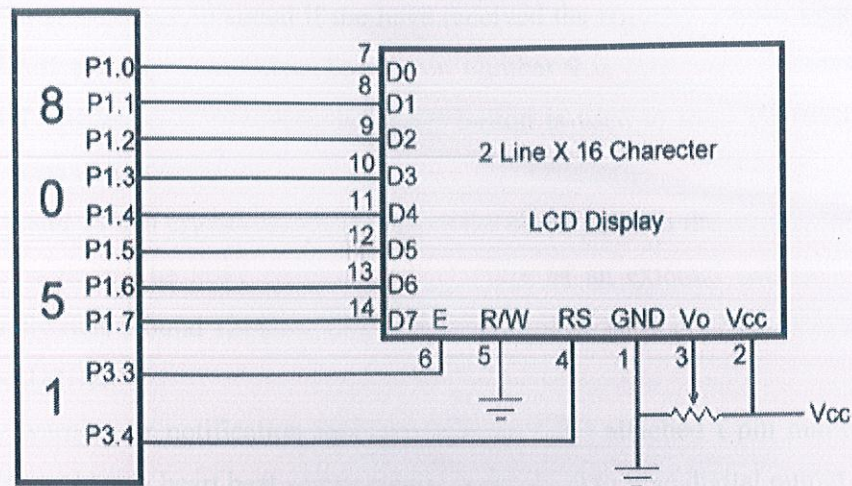 P1.0 7 D0
8 P1.1 8 D1
P1.2 9 D2
2 Line X 16 Charecter
0 P1.3 10 D3
P1.4 11 D4
LCD Display
P1.5 12 D5
5 P1.6 13 D6
P1.7 14 D7 E R/W RS GND Vo Vcc
6 5 4 1 3 2
P3.3
1
Vcc
P3.4